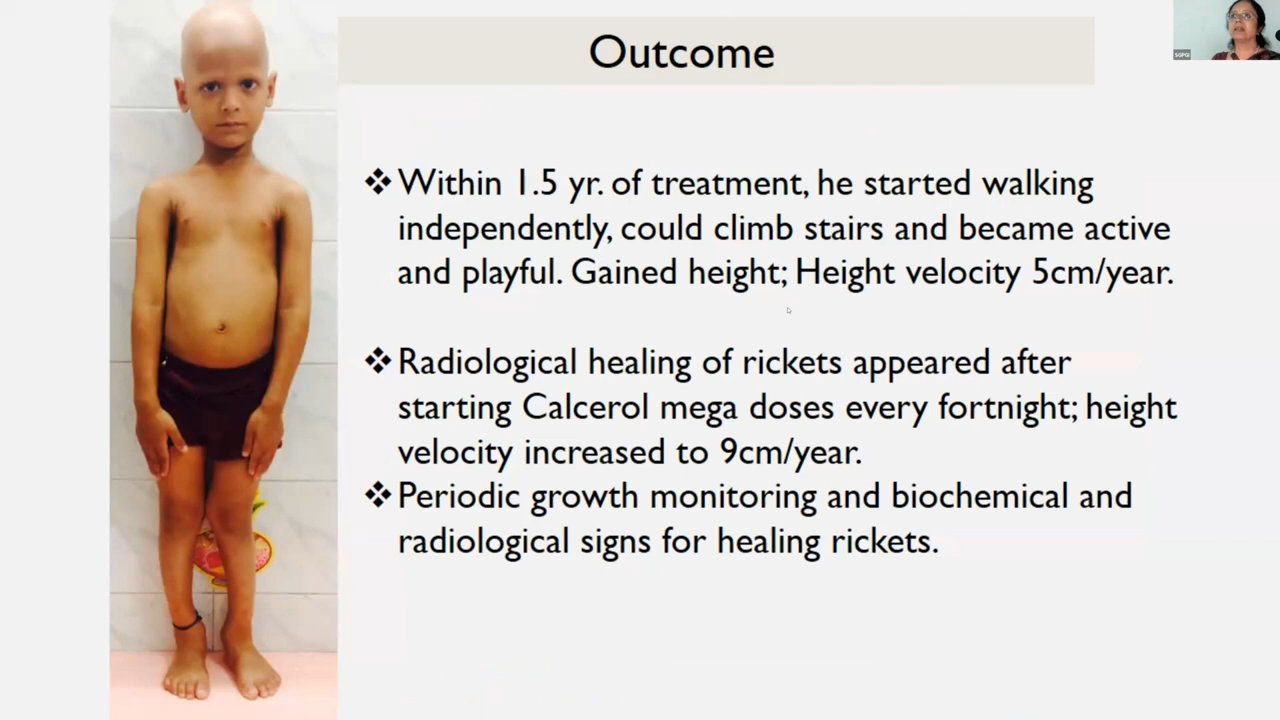 Outcome
SGPGI
❖ Within 1.5 yr. of treatment, he started walking
independently, could climb stairs and became active
and playful. Gained height; Height velocity 5cm/year.
❖ Radiological healing of rickets appeared after
starting Calcerol mega doses every fortnight; height
velocity increased to 9cm/year.
❖ Periodic growth monitoring and biochemical and
radiological signs for healing rickets.